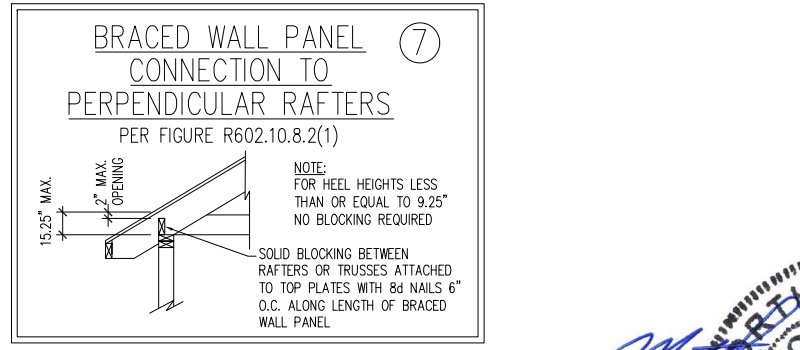 BRACED WALL PANEL
CONNECTION TO
PERPENDICULAR RAFTERS
7
PER FIGURE R602.10.8.2(1)
15.25" MAX.
2" MAX.
OPENING
NOTE:
FOR HEEL HEIGHTS LESS
THAN OR EQUAL TO 9.25"
NO BLOCKING REQUIRED
SOLID BLOCKING BETWEEN
RAFTERS OR TRUSSES ATTACHED
TO TOP PLATES WITH 8d NAILS 6"
O.C. ALONG LENGTH OF BRACED
WALL PANEL